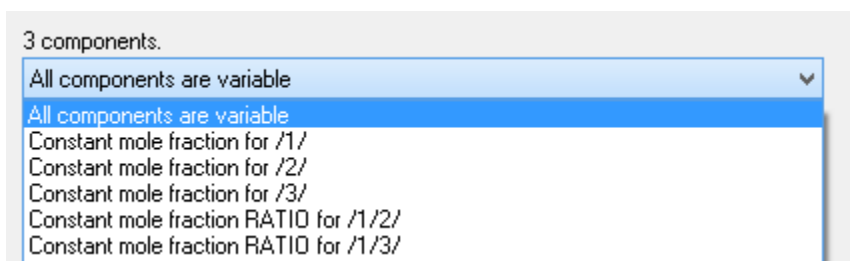 3 components.
All components are variable
All components are variable
Constant mole fraction for /1/
Constant mole fraction for /2/
Constant mole fraction for /3/
Constant mole fraction RATIO for /1/2/
Constant mole fraction RATIO for /1/3/